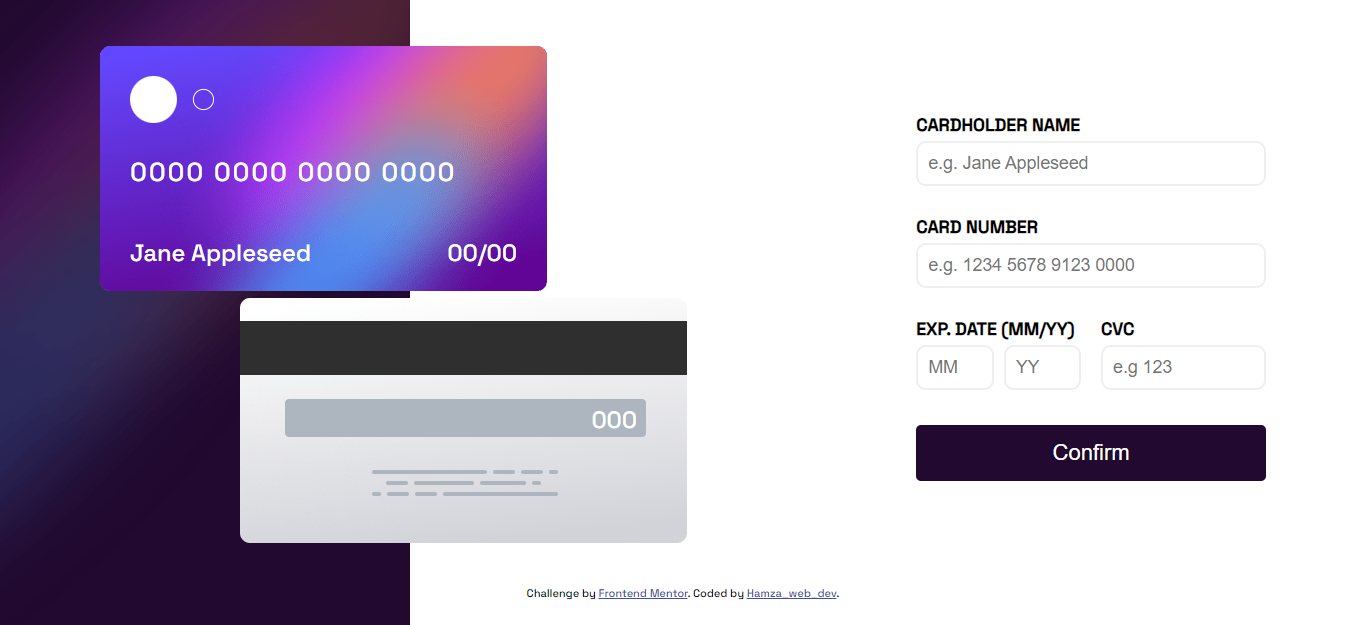 0000 0000 0000 0000
Jane Appleseed 00/00
000
CARDHOLDER NAME
e.g. Jane Appleseed
CARD NUMBER
e.g. 1234 5678 9123 0000
EXP. DATE (MM/YY) CVC
MM YY e.g 123
Confirm
Challenge by Frontend Mentor. Coded by Hamza_web_dev.